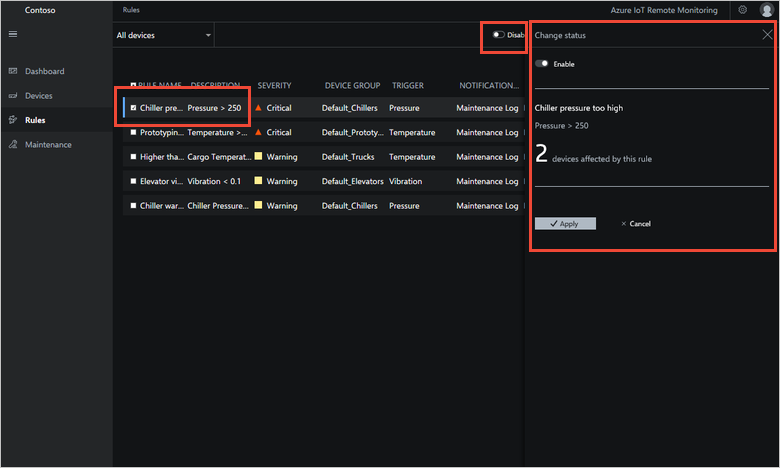 Contoso
Rules
Azure IoT Remote Monitoring
All devices
Disab
Change status
Dashboard
Devices
Rules
Maintenance
RULE NAME DESCRIPTION SEVERITY DEVICE GROUP TRIGGER NOTIFICATION...
Chiller pre... Pressure > 250 Critical Default_Chillers Pressure Maintenance Log
Prototypin... Temperature >... Critical Default_Prototy... Temperature Maintenance Log
Higher tha... Cargo Temperat... Warning Default_Trucks Temperature Maintenance Log
Elevator vi... Vibration < 0.1 Warning Default_Elevators Vibration Maintenance Log
Chiller war... Chiller Pressure... Warning Default_Chillers Pressure Maintenance Log
Enable
Chiller pressure too high
Pressure > 250
2 devices affected by this rule
Apply
Cancel